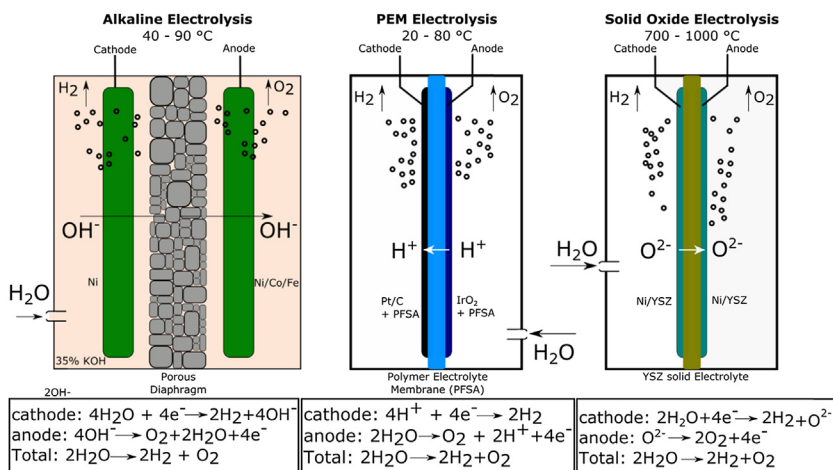 Alkaline Electrolysis
40 - 90 °C
Cathode
Anode
H₂
O₂
OH⁻
OH⁻
Ni
Ni/Co/Fe
H₂O
35% KOH
Porous
Diaphragm
2OH-
cathode: 4H₂O + 4e⁻→2H₂+4OH⁻
anode: 4OH⁻→O₂+2H₂O+4e⁻
Total: 2H₂O→2H₂ + O₂
PEM Electrolysis
20 - 80 °C
Cathode
Anode
H₂
O₂
H⁺
H⁺
Pt/C
+ PFSA
IrO₂
+ PFSA
H₂O
Polymer Electrolyte
Membrane (PFSA)
cathode: 4H⁺ + 4e⁻→2H₂
anode: 2H₂O→O₂ + 2H⁺+4e⁻
Total: 2H₂O→2H₂+O₂
Solid Oxide Electrolysis
700 - 1000 °C
Cathode
Anode
H₂
O₂
H₂O
O²⁻
O²⁻
Ni/YSZ
Ni/YSZ
YSZ solid Electrolyte
cathode: 2H₂O+4e⁻→2H₂+O²⁻
anode: O²⁻→2O₂+4e⁻
Total: 2H₂O→2H₂+O₂